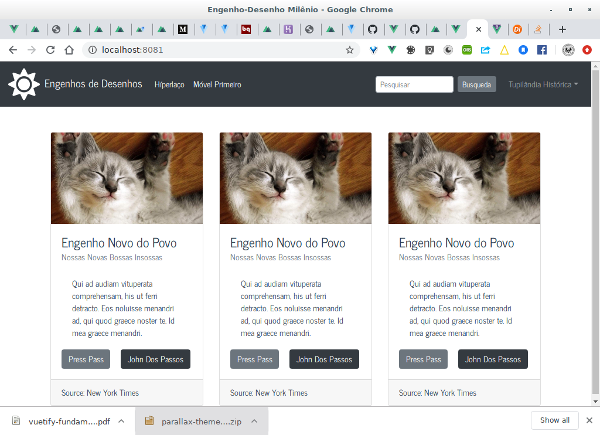 Engenho-Desenho Milênio - Google Chrome
localhost:8081
Engenhos de Desenhos
Híperlaço
Móvel Primeiro
Pesquisar
Busqueda
Tupilândia Histórica
Engenho Novo do Povo
Nossas Novas Bossas Insossas
Qui ad audiam vituperata
comprehensam, his ut ferri
detracto. Eos noluisse menandri
ad, qui quod graece noster te. Id
mea graece menandri.
Press Pass
John Dos Passos
Source: New York Times
Engenho Novo do Povo
Nossas Novas Bossas Insossas
Qui ad audiam vituperata
comprehensam, his ut ferri
detracto. Eos noluisse menandri
ad, qui quod graece noster te. Id
mea graece menandri.
Press Pass
John Dos Passos
Source: New York Times
Engenho Novo do Povo
Nossas Novas Bossas Insossas
Qui ad audiam vituperata
comprehensam, his ut ferri
detracto. Eos noluisse menandri
ad, qui quod graece noster te. Id
mea graece menandri.
Press Pass
John Dos Passos
Source: New York Times
vuetify-fundam....pdf
parallax-theme....zip
Show all